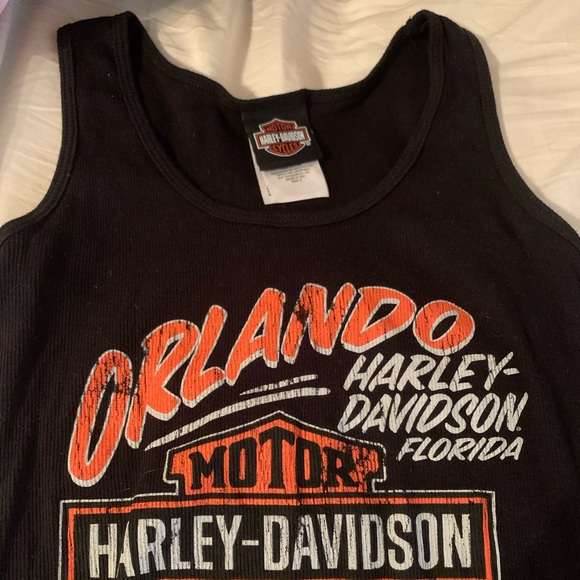 MOTOR
HARLEY-DAVIDSON
CYCLES
ORLANDO
HARLEY-
DAVIDSON
FLORIDA
MOTOR
HARLEY-DAVIDSON